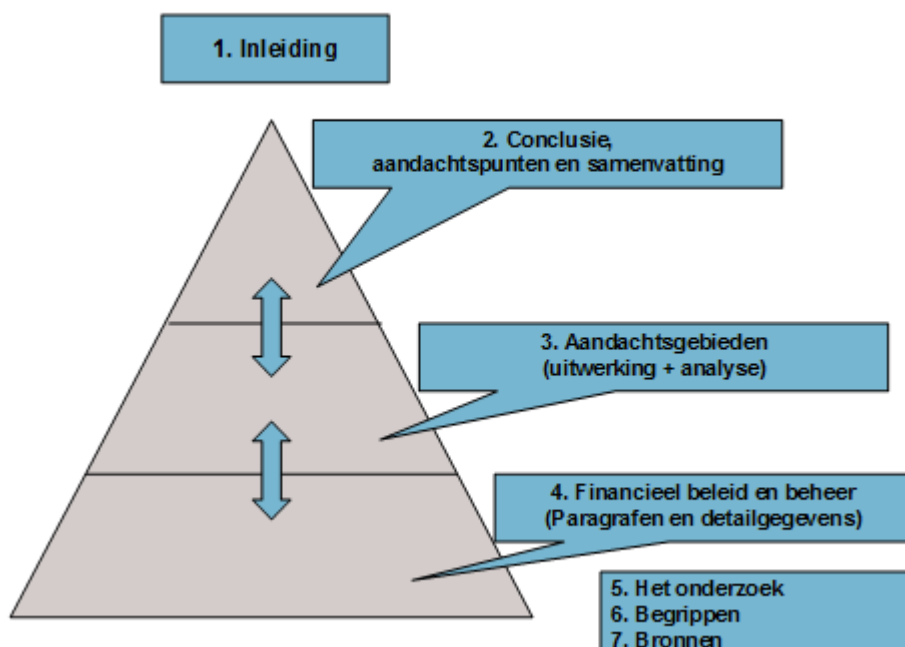 1. Inleiding
2. Conclusie,
aandachtspunten en samenvatting
3. Aandachtsgebieden
(uitwerking + analyse)
4. Financieel beleid en beheer
(Paragrafen en detailgegevens)
5. Het onderzoek
6. Begrippen
7. Bronnen